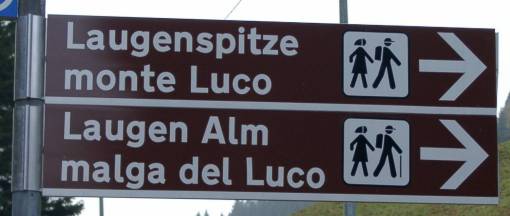 Laugenspitze
monte Luco
Laugen Alm
malga del Luco